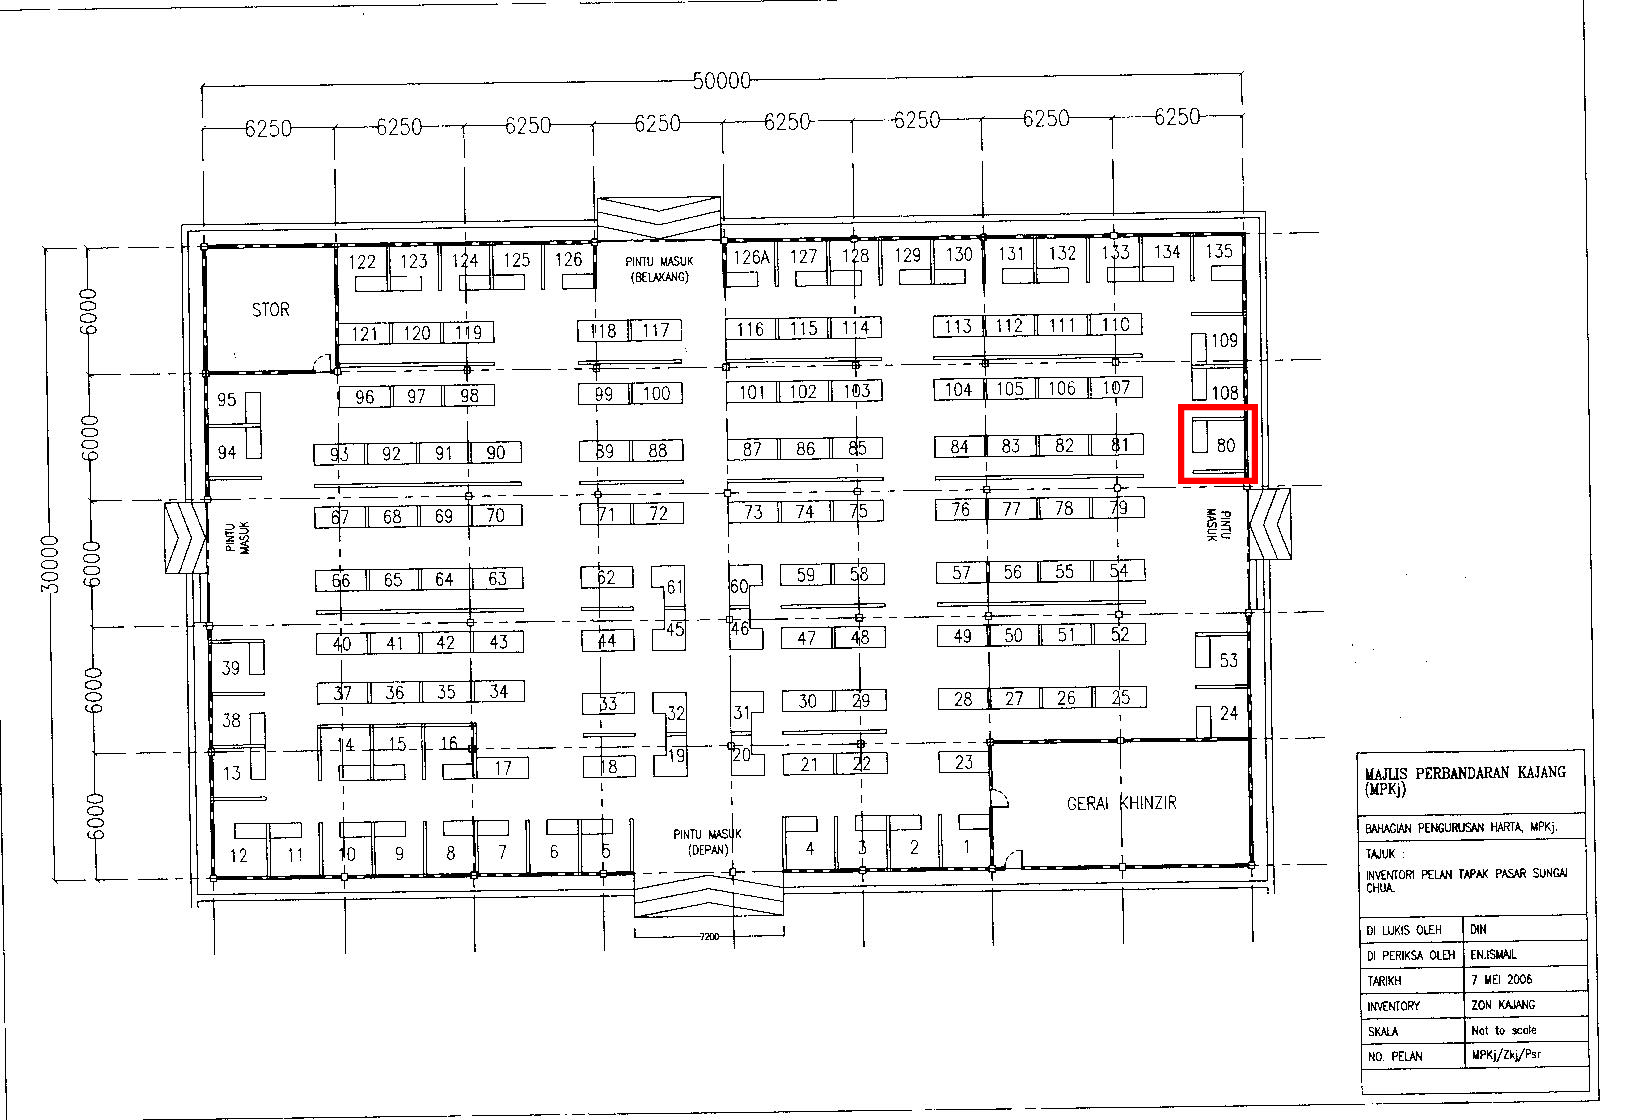 50000
6250 6250 6250 6250 6250 6250 6250 6250
122 123 124 125 126 PINTU MASUK 126A 127 128 129 130 131 132 133 134 135
(BELAKANG)
6000 STOR
121 120 119 118 117 116 115 114 113 112 111 110
109
95 96 97 98 99 100 101 102 103 104 105 106 107 108
6000 94 93 92 91 90 89 88 87 86 85 84 83 82 81 80
67 68 69 70 71 72 73 74 75 76 77 78 79
PINTU PINTU
MASUK MASUK
30000 6000
66 65 64 63 62 61 60 59 58 57 56 55 54
40 41 42 43 44 45 46 47 48 49 50 51 52
39 53
6000 37 36 35 34 33 32 31 30 29 28 27 26 25
38 24
14 15 16
13 17 18 19 20 21 22 23
6000 GERAI KHINZIR
PINTU MASUK
(DEPAN)
12 11 10 9 8 7 6 5 4 3 2 1
7200
MAJLIS PERBANDARAN KAJANG
(MPKj)
BAHAGIAN PENGURUSAN HARTA, MPKj.
TAJUK :
INVENTORI PELAN TAPAK PASAR SUNGAI
CHUA.
DI LUKIS OLEH DIN
DI PERIKSA OLEH EN.ISMAIL
TARIKH 7 MEI 2006
INVENTORY ZON KAJANG
SKALA Not to scale
NO. PELAN MPKj/Zkj/Psr